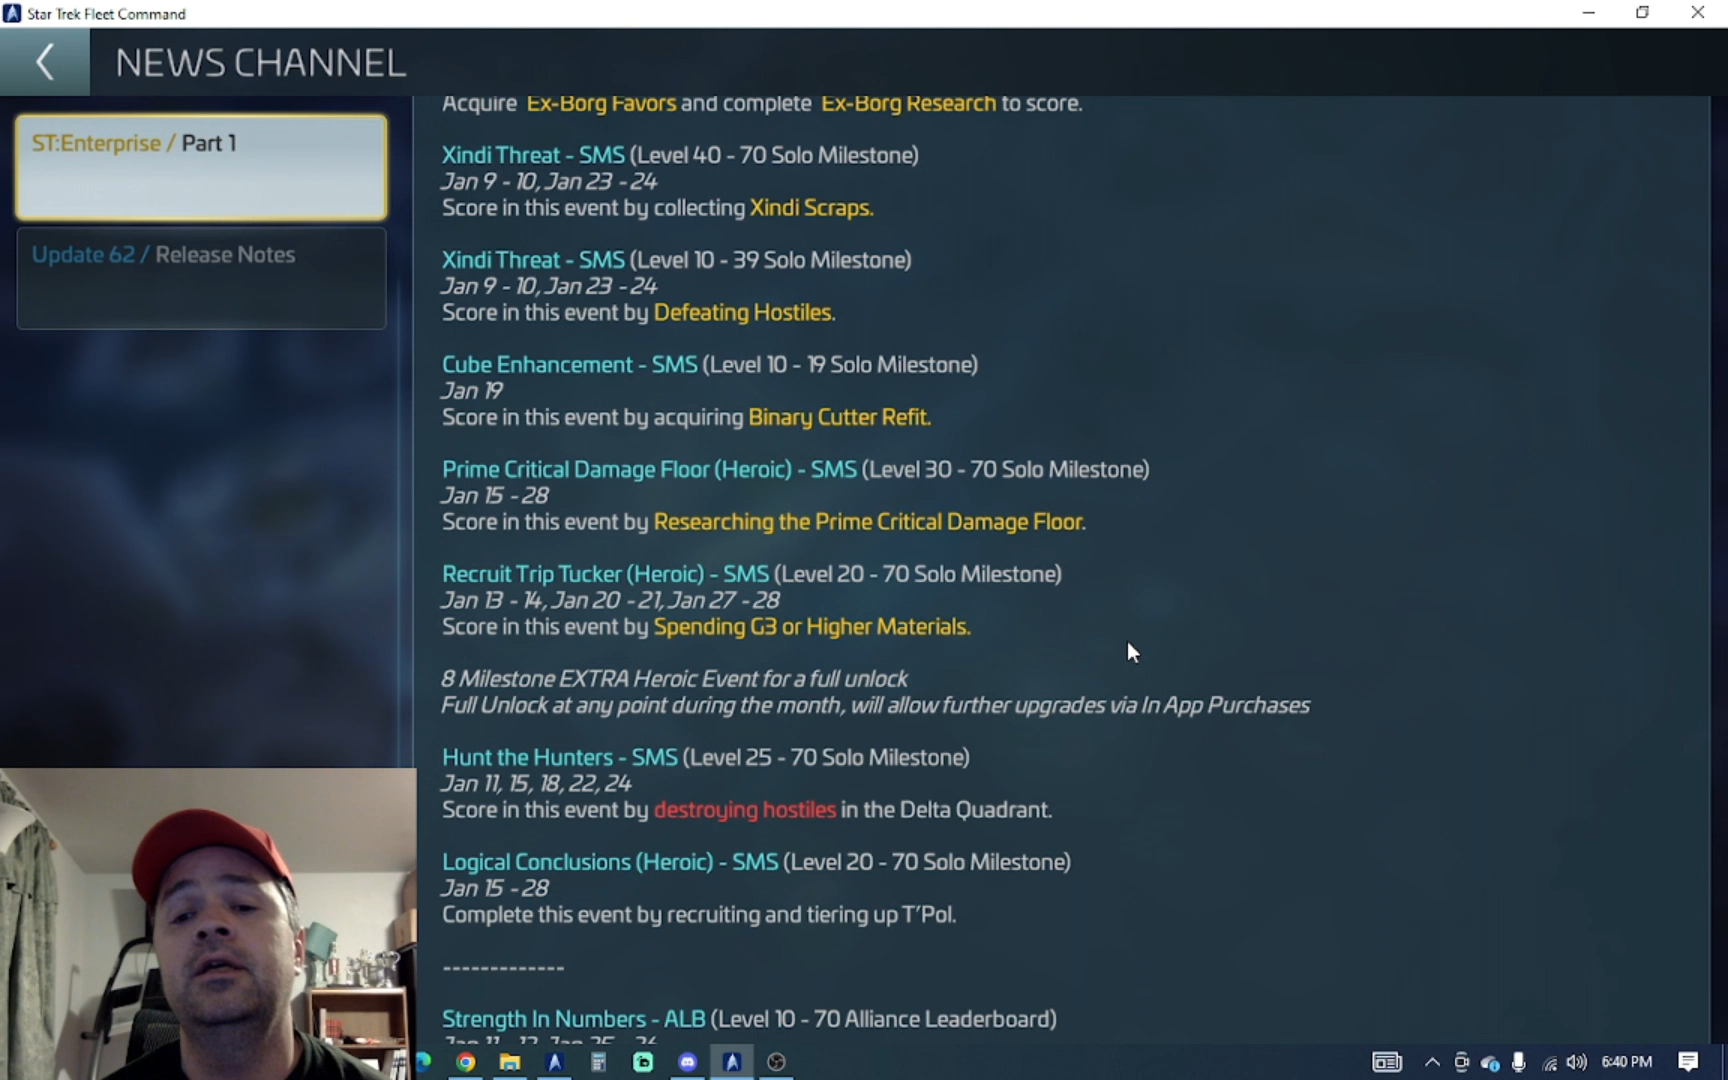 Star Trek Fleet Command
NEWS CHANNEL
ST:Enterprise / Part 1
Update 62 / Release Notes
Acquire Ex-Borg Favors and complete Ex-Borg Research to score.
Xindi Threat - SMS (Level 40 - 70 Solo Milestone)
Jan 9 - 10, Jan 23 - 24
Score in this event by collecting Xindi Scraps.
Xindi Threat - SMS (Level 10 - 39 Solo Milestone)
Jan 9 - 10, Jan 23 - 24
Score in this event by Defeating Hostiles.
Cube Enhancement - SMS (Level 10 - 19 Solo Milestone)
Jan 19
Score in this event by acquiring Binary Cutter Refit.
Prime Critical Damage Floor (Heroic) - SMS (Level 30 - 70 Solo Milestone)
Jan 15 - 28
Score in this event by Researching the Prime Critical Damage Floor.
Recruit Trip Tucker (Heroic) - SMS (Level 20 - 70 Solo Milestone)
Jan 13 - 14, Jan 20 - 21, Jan 27 - 28
Score in this event by Spending G3 or Higher Materials.
8 Milestone EXTRA Heroic Event for a full unlock
Full Unlock at any point during the month, will allow further upgrades via In App Purchases
Hunt the Hunters - SMS (Level 25 - 70 Solo Milestone)
Jan 11, 15, 18, 22, 24
Score in this event by destroying hostiles in the Delta Quadrant.
Logical Conclusions (Heroic) - SMS (Level 20 - 70 Solo Milestone)
Jan 15 - 28
Complete this event by recruiting and tiering up T'Pol.
-------------
Strength In Numbers - ALB (Level 10 - 70 Alliance Leaderboard)
Jan 11 - 12, Jan 25 - 26
6:40 PM